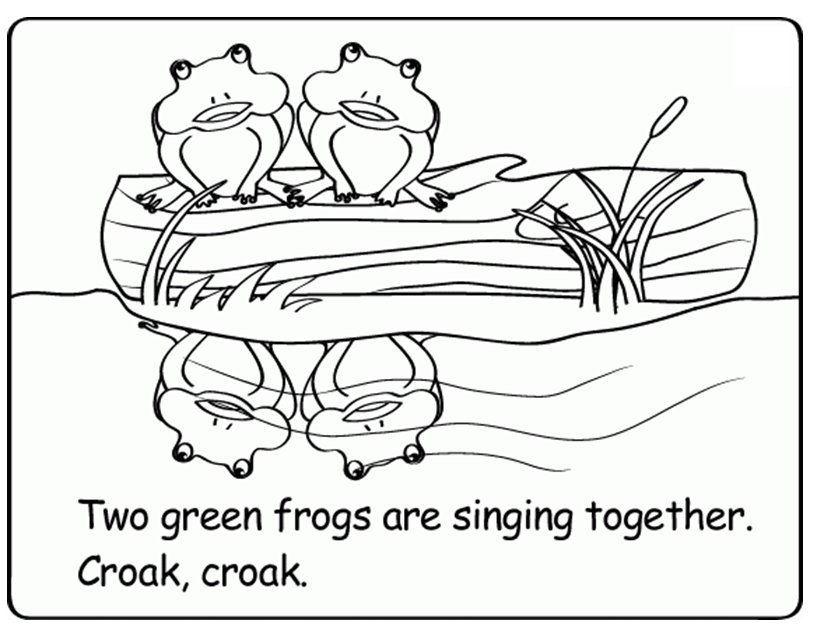 Two green frogs are singing together.
Croak, croak.